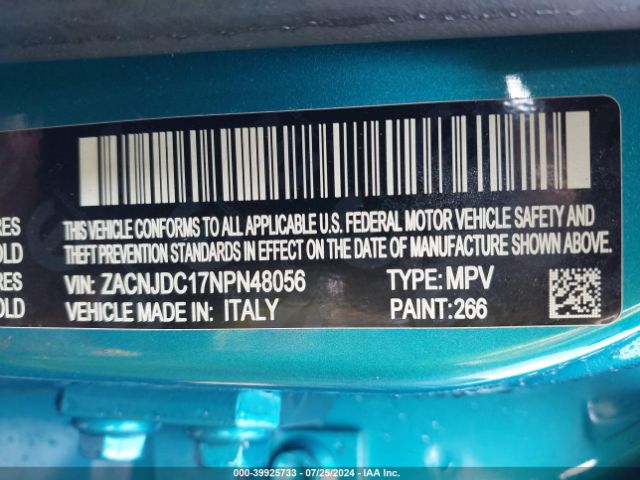 THIS VEHICLE CONFORMS TO ALL APPLICABLE U.S. FEDERAL MOTOR VEHICLE SAFETY AND
RES
THEFT PREVENTION STANDARDS IN EFFECT ON THE DATE OF MANUFACTURE SHOWN ABOVE.
OLD
RES VIN: ZACNJDC17NPN48056 TYPE: MPV
OLD VEHICLE MADE IN: ITALY PAINT: 266
000-39925733 - 07/25/2024 - IAA Inc.